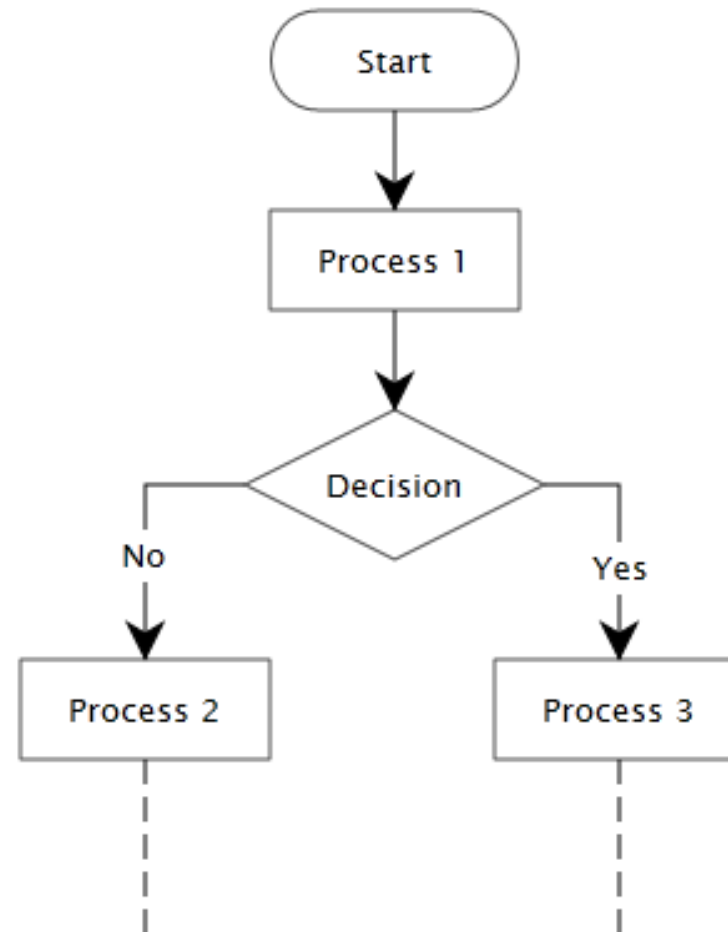 Start
Process 1
Decision
No
Yes
Process 2
Process 3